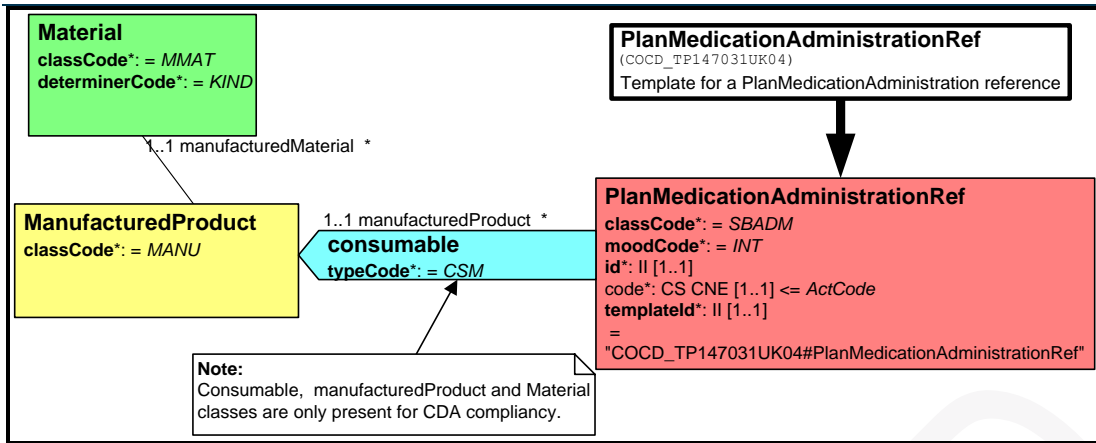 Material
classCode*: = MMAT
determinerCode*: = KIND
1..1 manufacturedMaterial *
ManufacturedProduct
classCode*: = MANU
1..1 manufacturedProduct *
consumable
typeCode*: = CSM
Note:
Consumable, manufacturedProduct and Material
classes are only present for CDA compliancy.
PlanMedicationAdministrationRef
(COCD_TP147031UK04)
Template for a PlanMedicationAdministration reference
PlanMedicationAdministrationRef
classCode*: = SBADM
moodCode*: = INT
id*: II [1..1]
code*: CS CNE [1..1] <= ActCode
templateId*: II [1..1]
=
"COCD_TP147031UK04#PlanMedicationAdministrationRef"